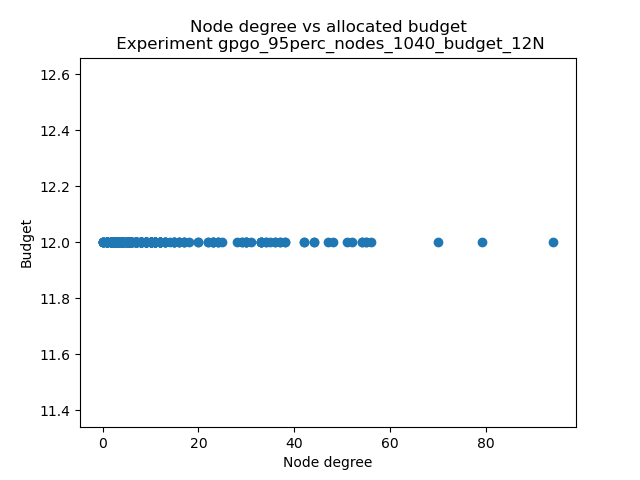 Node degree vs allocated budget
Experiment gpgo_95perc_nodes_1040_budget_12N
12.6
12.4
12.2
12.0
11.8
11.6
11.4
Budget
0 20 40 60 80
Node degree